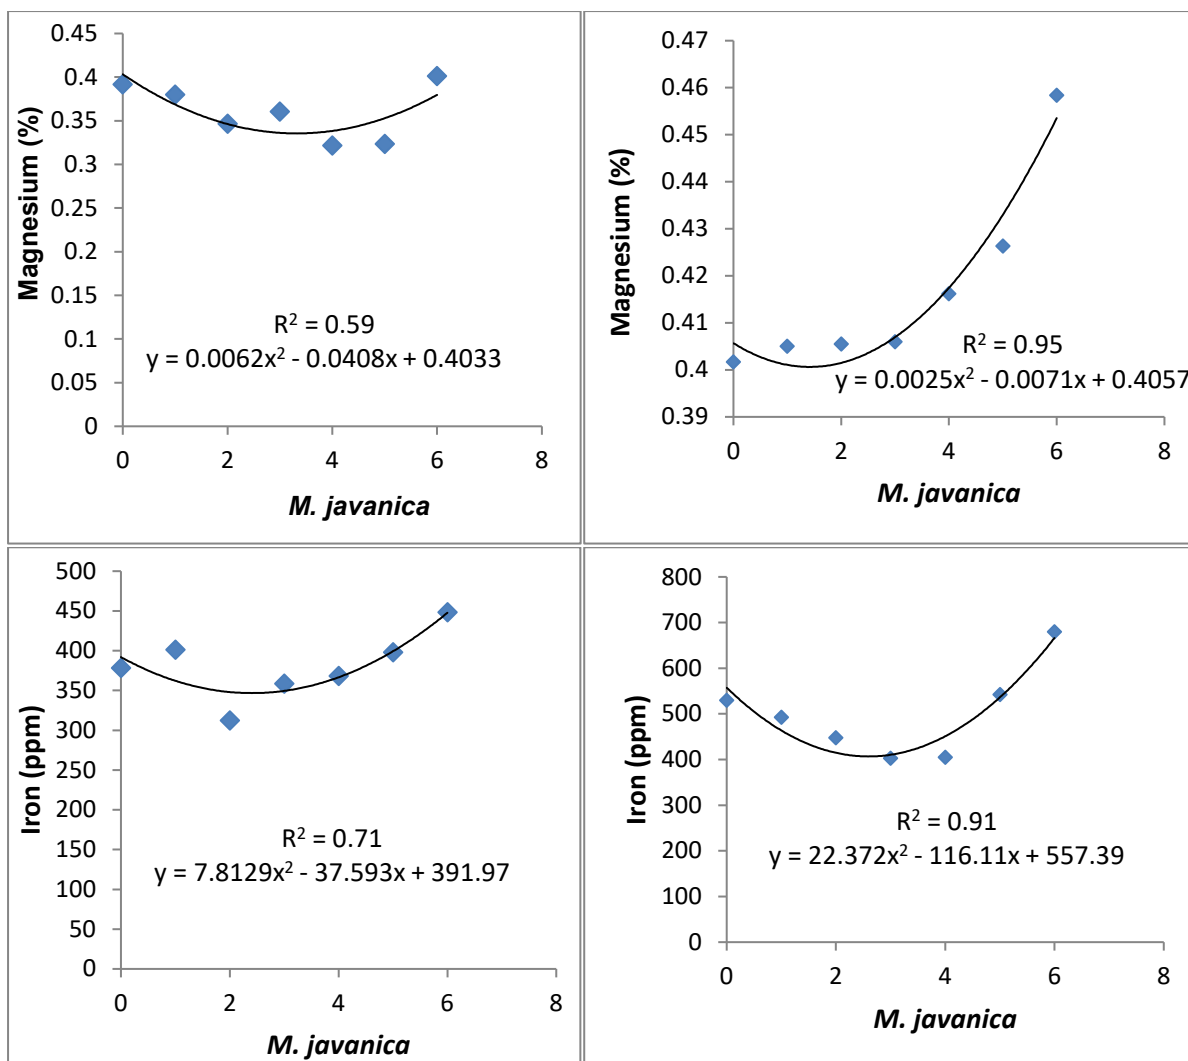 Magnesium (%)
0.45
0.4
0.35
0.3
0.25
0.2
0.15
0.1
0.05
0
R² = 0.59
y = 0.0062x² - 0.0408x + 0.4033
0 2 4 6 8
M. javanica
Magnesium (%)
0.47
0.46
0.45
0.44
0.43
0.42
0.41
0.4
0.39
R² = 0.95
y = 0.0025x² - 0.0071x + 0.4057
0 2 4 6 8
M. javanica
Iron (ppm)
500
450
400
350
300
250
200
150
100
50
0
R² = 0.71
y = 7.8129x² - 37.593x + 391.97
0 2 4 6 8
M. javanica
Iron (ppm)
800
700
600
500
400
300
200
100
0
R² = 0.91
y = 22.372x² - 116.11x + 557.39
0 2 4 6 8
M. javanica